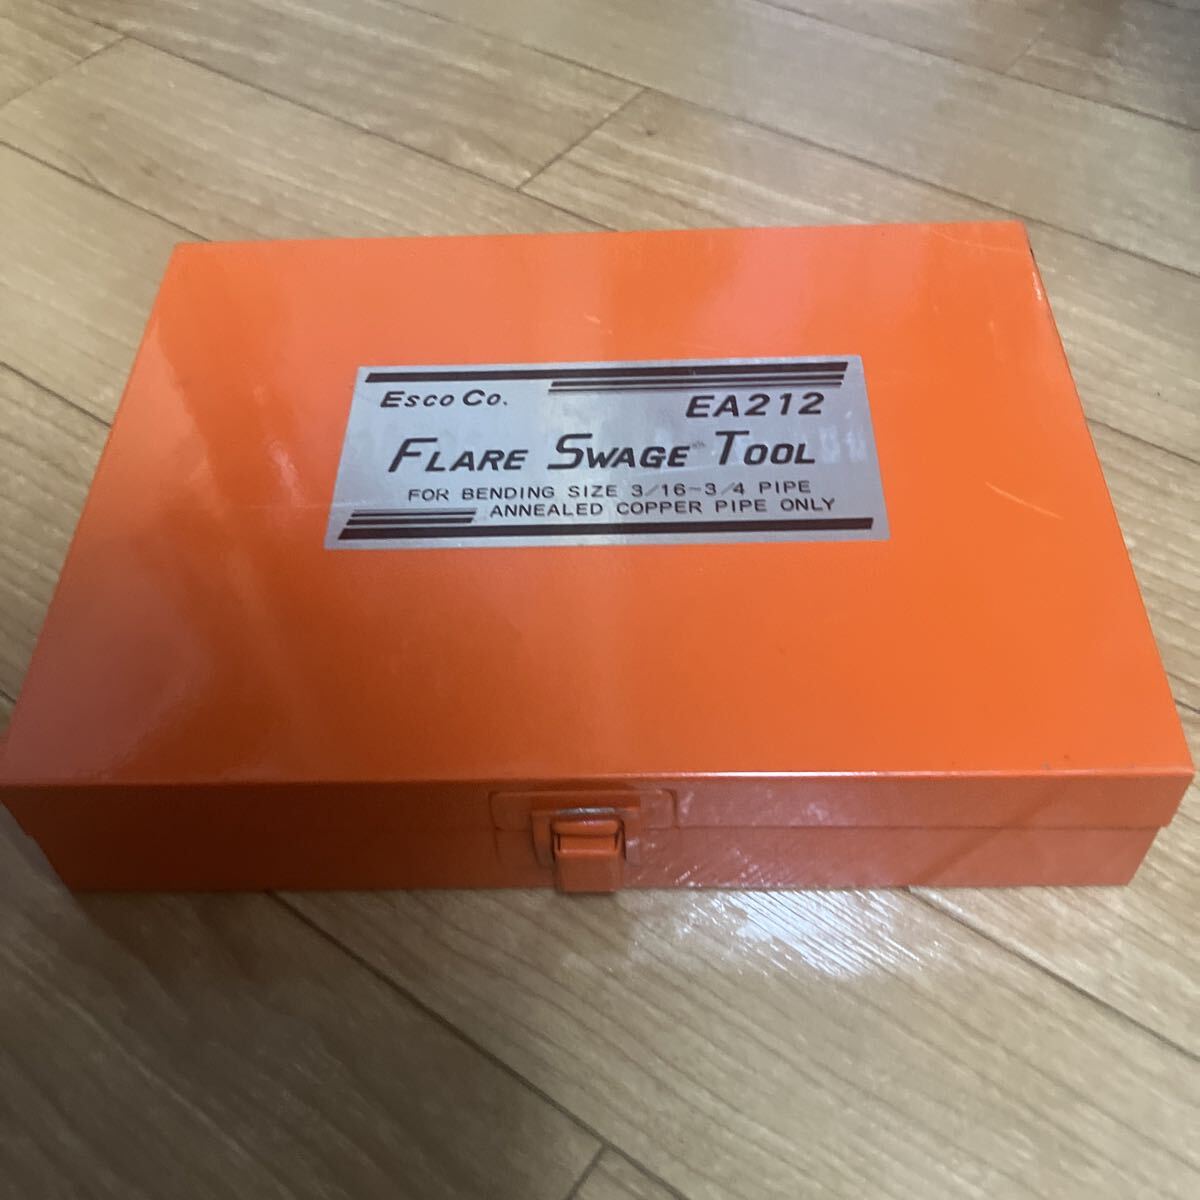 Esco Co. EA212
FLARE SWAGE TOOL
FOR BENDING SIZE 3/16-3/4 PIPE
ANNEALED COPPER PIPE ONLY